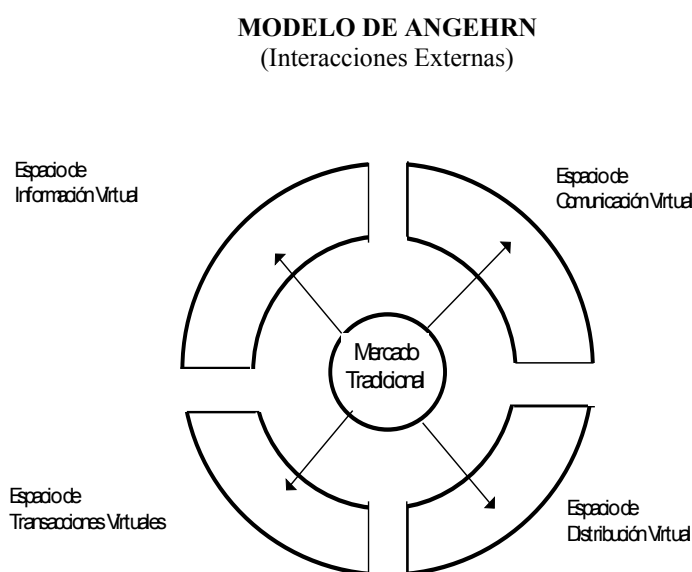 MODELO DE ANGEHRN
(Interacciones Externas)
Espacio de
Información Virtual
Espacio de
Comunicación Virtual
Mercado
Tradicional
Espacio de
Transacciones Virtuales
Espacio de
Distribución Virtual